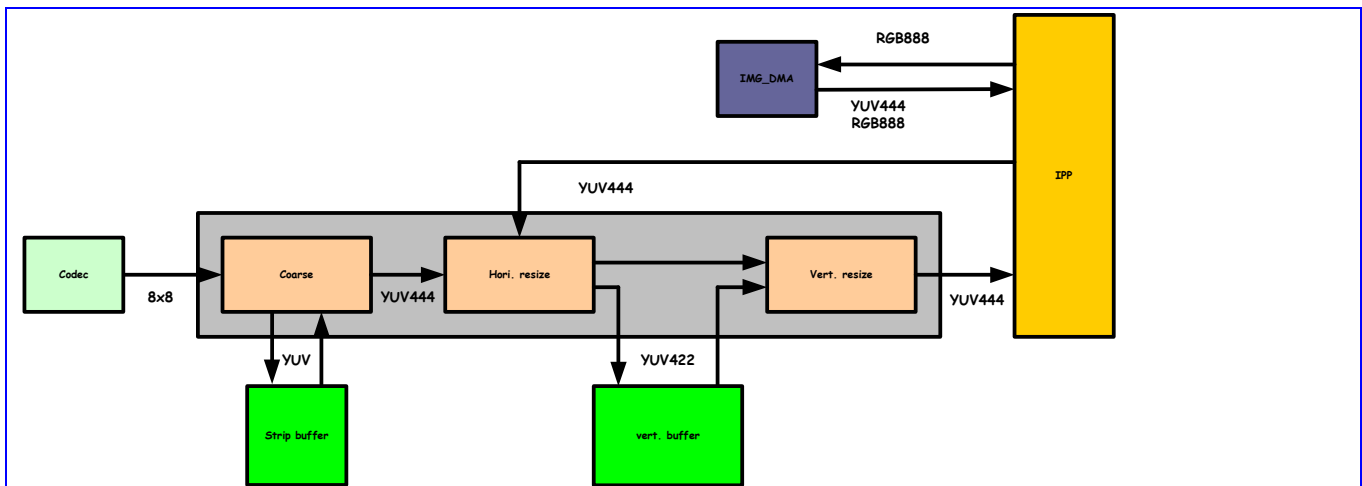 RGB888
IMG_DMA
YUV444
RGB888
IPP
YUV444
Codec
Coarse
Hori. resize
Vert. resize
8x8
YUV444
YUV444
YUV
YUV422
Strip buffer
vert. buffer